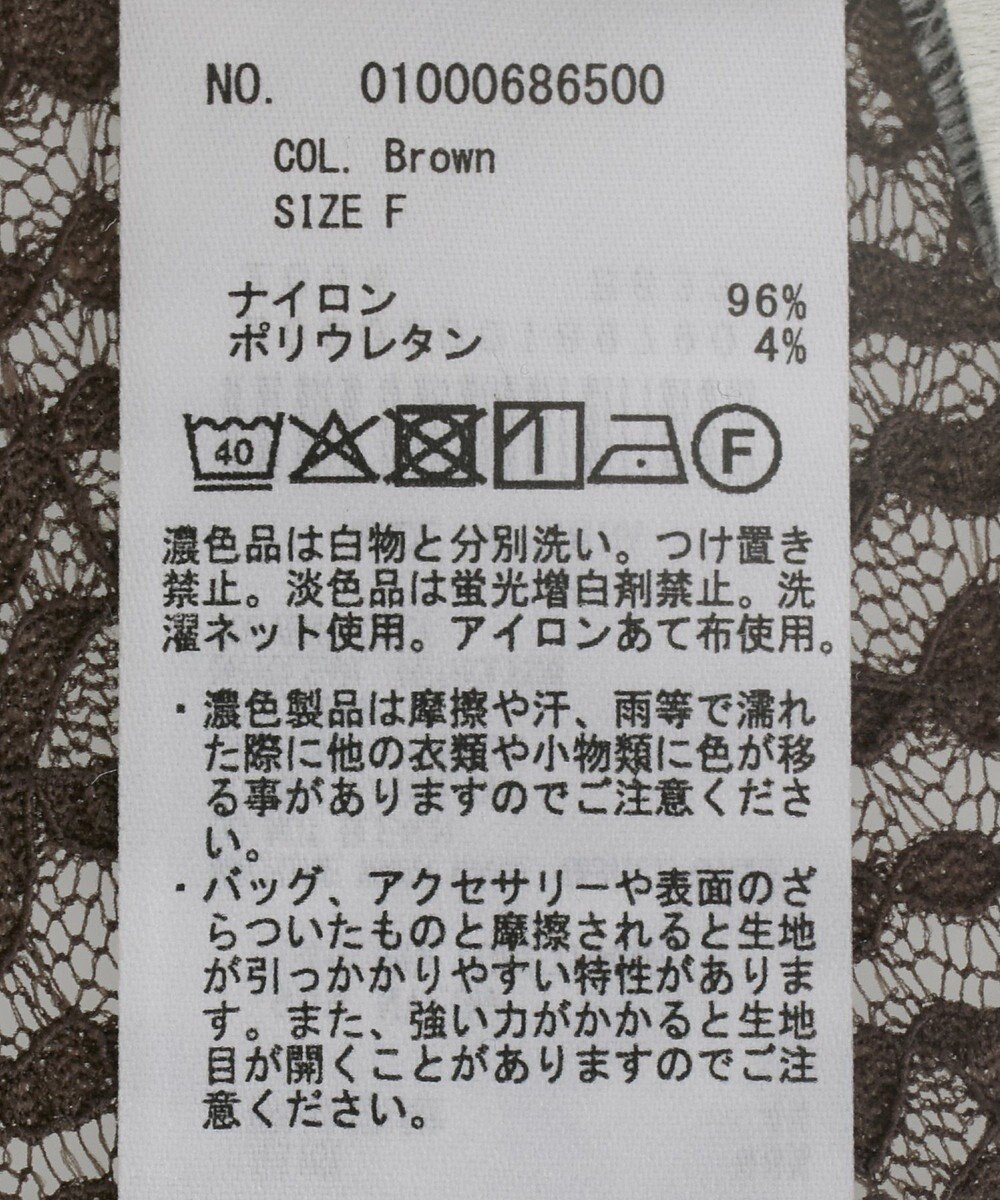 NO. 01000686500
COL. Brown
SIZE F
ナイロン 96%
ポリウレタン 4%
40 F
濃色品は白物と分別洗い。つけ置き
禁止。淡色品は蛍光増白剤禁止。洗
濯ネット使用。アイロンあて布使用。
・濃色製品は摩擦や汗、雨等で濡れ
た際に他の衣類や小物類に色が移
る事がありますのでご注意くださ
い。
・バッグ、アクセサリーや表面のざ
らついたものと摩擦されると生地
が引っかかりやすい特性がありま
す。また、強い力がかかると生地
目が開くことがありますのでご注
意ください。